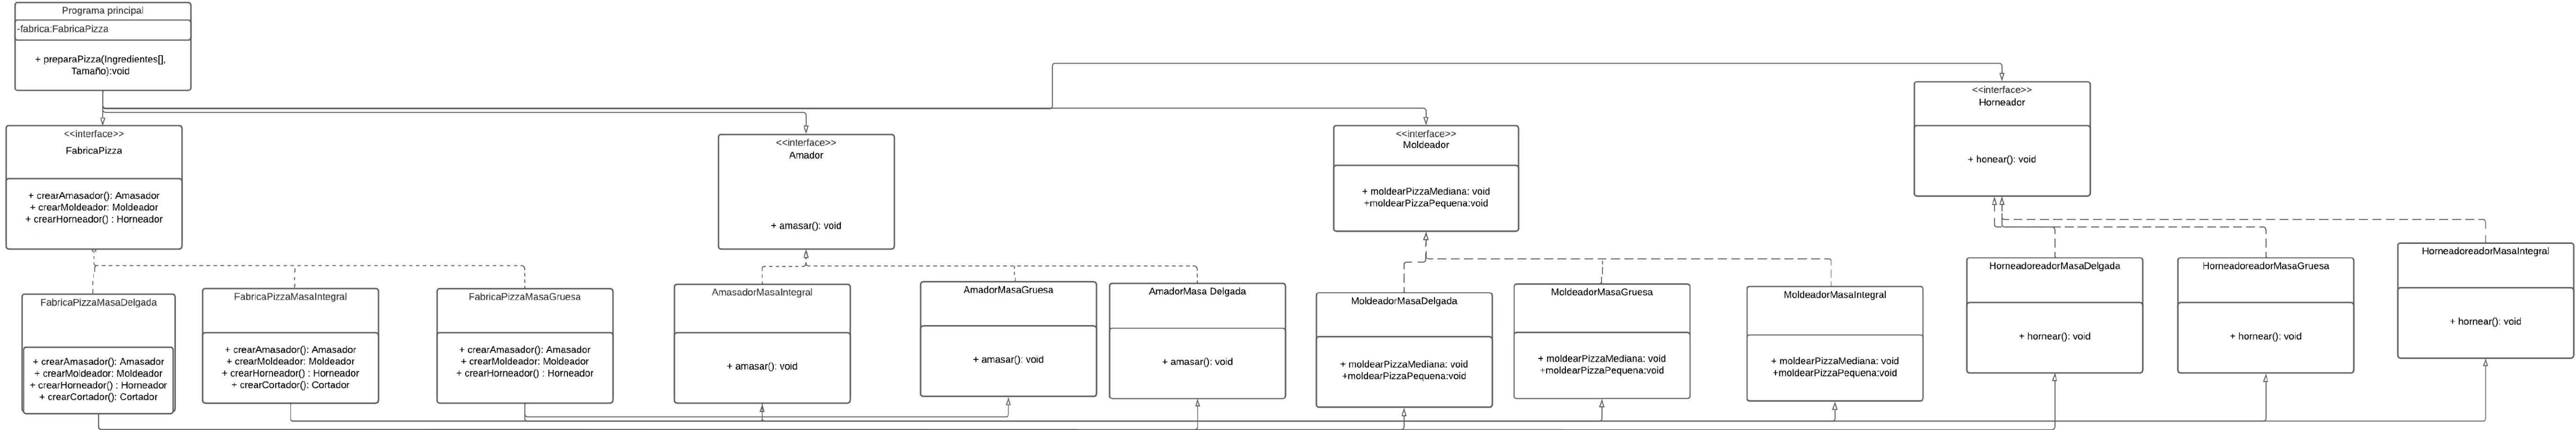 Programa principal
-fabrica:FabricaPizza
+ preparaPizza(Ingredientes[],
Tamaño):void
<<interface>>
FabricaPizza
+ crearAmasador(): Amasador
+ crearMoldeador: Moldeador
+ crearHorneador() : Horneador
<<interface>>
Amador
+ amasar(): void
<<interface>>
Moldeador
+ moldearPizzaMediana: void
+moldearPizzaPequena:void
<<interface>>
Horneador
+ honear(): void
FabricaPizzaMasaDelgada
+ crearAmasador(): Amasador
+ crearMoldeador: Moldeador
+ crearHorneador() : Horneador
+ crearCortador(): Cortador
FabricaPizzaMasaIntegral
+ crearAmasador(): Amasador
+ crearMoldeador: Moldeador
+ crearHorneador() : Horneador
+ crearCortador(): Cortador
FabricaPizzaMasaGruesa
+ crearAmasador(): Amasador
+ crearMoldeador: Moldeador
+ crearHorneador() : Horneador
AmasadorMasaIntegral
+ amasar(): void
AmadorMasaGruesa
+ amasar(): void
AmadorMasa Delgada
+ amasar(): void
MoldeadorMasaDelgada
+ moldearPizzaMediana: void
+moldearPizzaPequena:void
MoldeadorMasaGruesa
+ moldearPizzaMediana: void
+moldearPizzaPequena:void
MoldeadorMasaIntegral
+ moldearPizzaMediana: void
+moldearPizzaPequena:void
HorneadoreadorMasaDelgada
+ hornear(): void
HorneadoreadorMasaGruesa
+ hornear(): void
HorneadoreadorMasaIntegral
+ hornear(): void